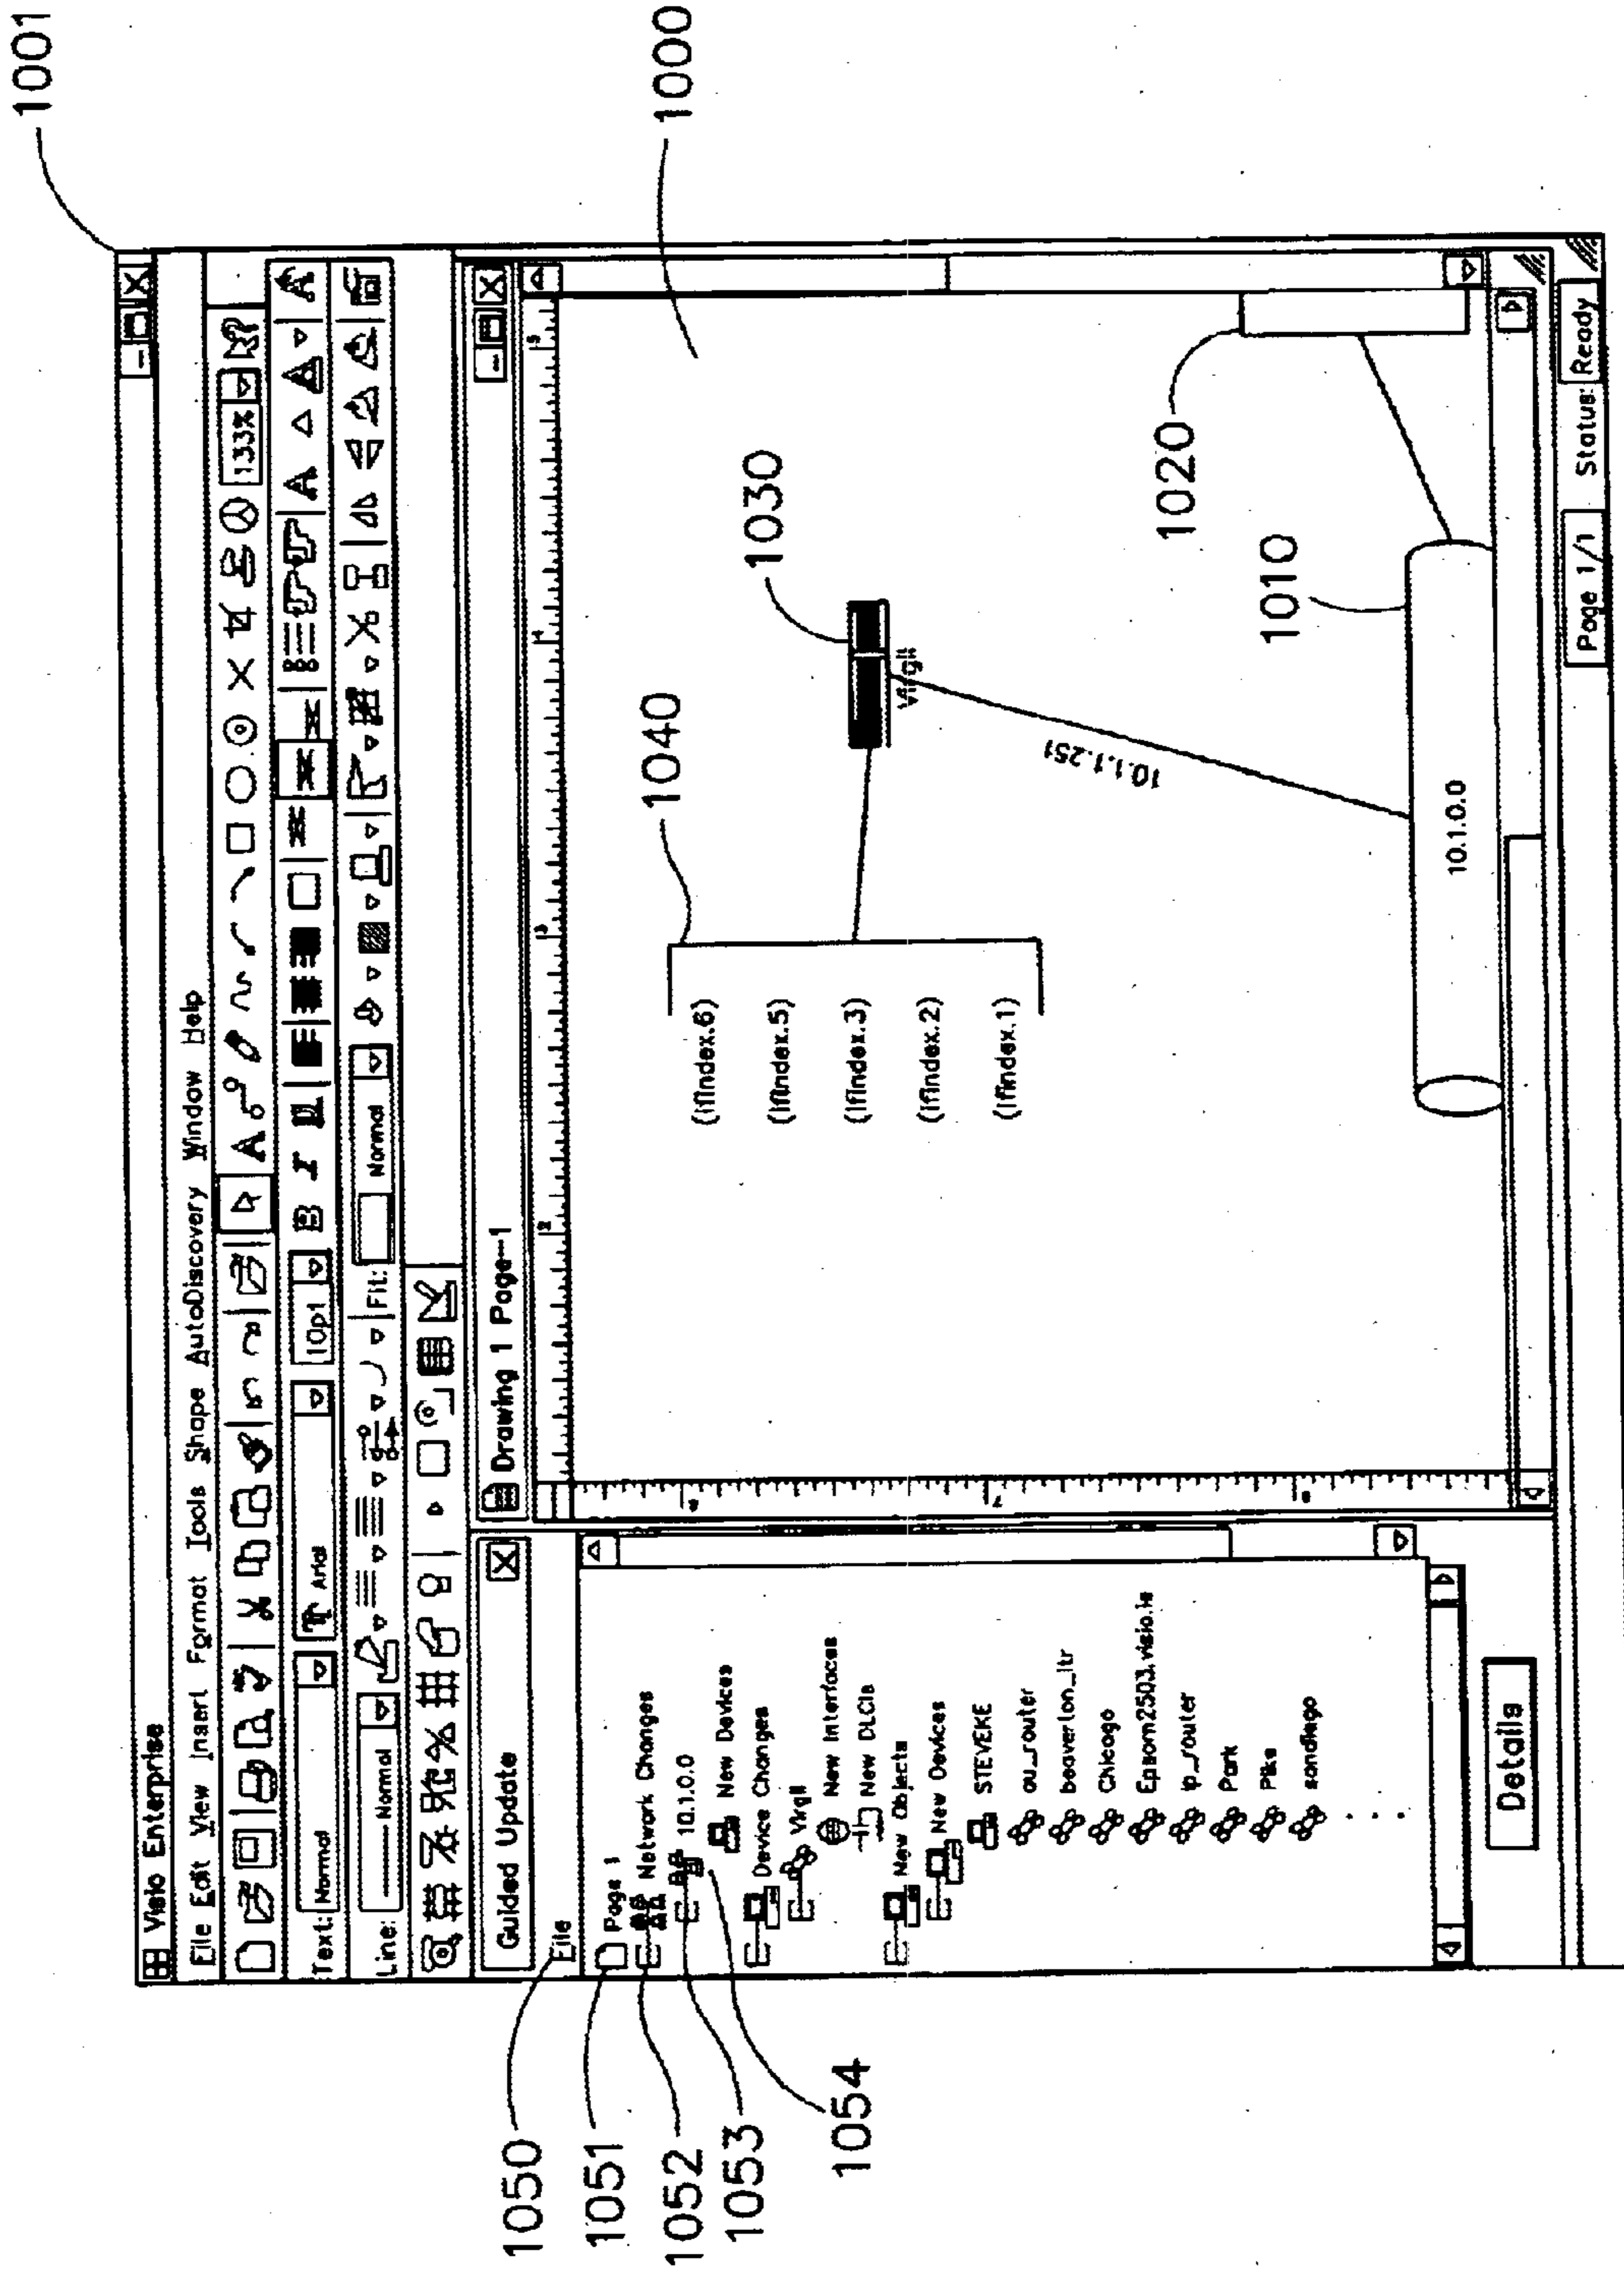 1001
Visio Enterprise
File Edit View Insert Format Tools Shape AutoDiscovery Window Help
133%
Text: Normal
Arial
10pt
B I U
Line: Normal
Fit: Normal
Guided Update
Drawing 1 Page--1
1000
1050
File
1051
Page 1
1052
Network Changes
1053
10.1.0.0
1054
New Devices
Device Changes
Virgil
New Interfaces
New DLCIs
New Objects
New Devices
STEVEKE
au_router
beaverton_ltr
Chicago
Epsom2503.visio.ie
ip_router
Park
Pike
sandiego
Details
1040
(ifIndex.6)
(ifIndex.5)
(ifIndex.3)
(ifIndex.2)
(ifIndex.1)
1030
Virgil
10.1.1.251
1020
1010
10.1.0.0
Page 1/1
Status: Ready